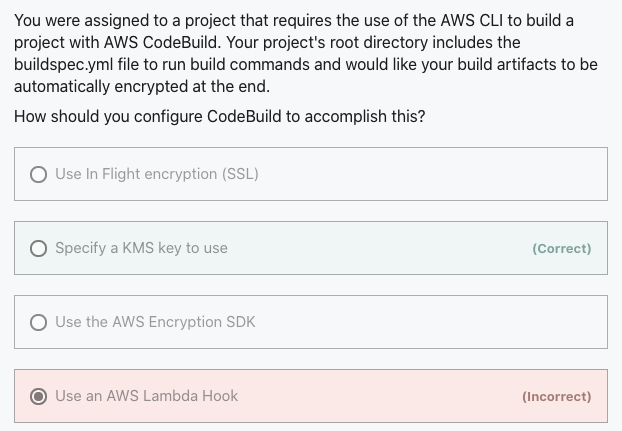 You were assigned to a project that requires the use of the AWS CLI to build a
project with AWS CodeBuild. Your project's root directory includes the
buildspec.yml file to run build commands and would like your build artifacts to be
automatically encrypted at the end.
How should you configure CodeBuild to accomplish this?
Use In Flight encryption (SSL)
Specify a KMS key to use (Correct)
Use the AWS Encryption SDK
Use an AWS Lambda Hook (Incorrect)